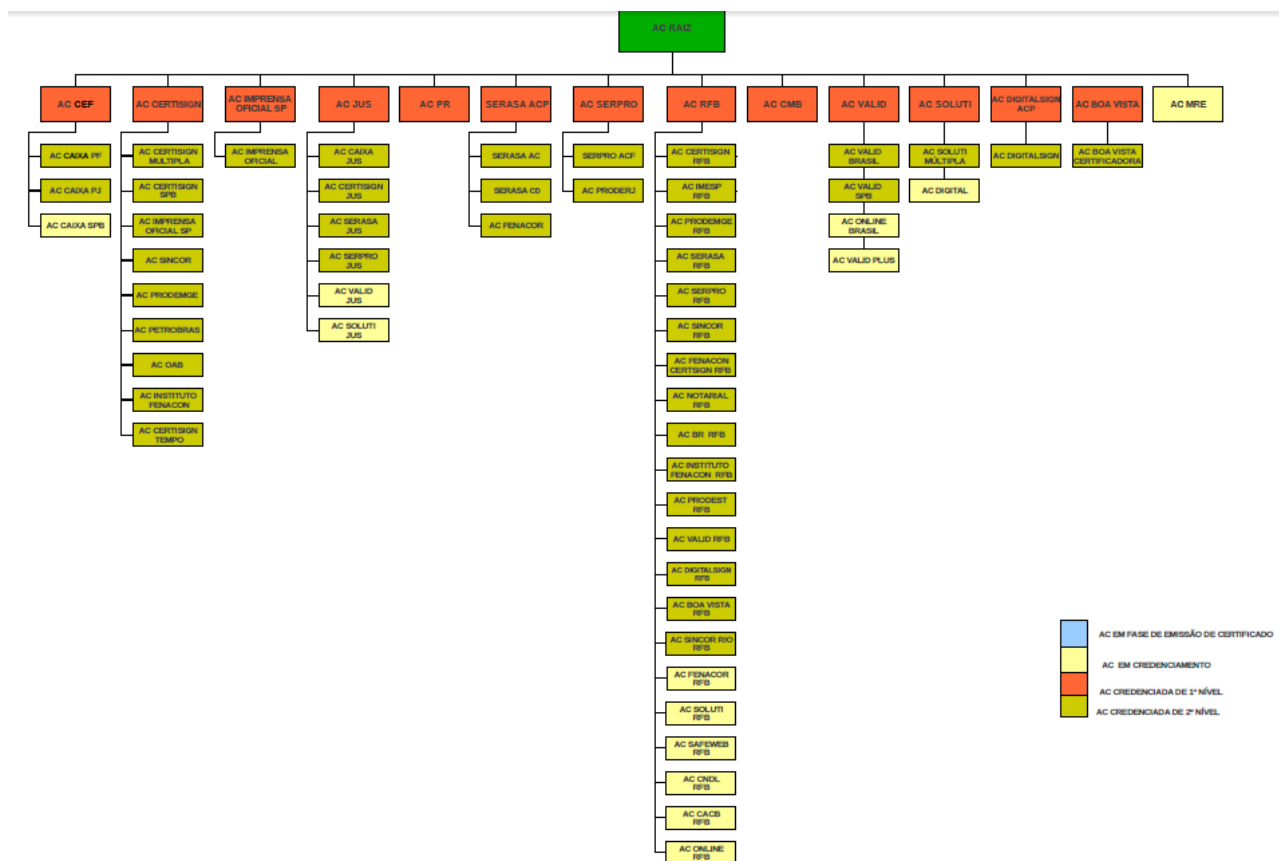 AC RAIZ
AC CEF
AC CERTISIGN
AC IMPRENSA
OFICIAL SP
AC JUS
AC PR
SERASA ACP
AC SERPRO
AC RFB
AC CMB
AC VALID
AC SOLUTI
AC DIGITALSIGN
ACP
AC BOA VISTA
AC MRE
AC CAIXA PF
AC CAIXA PJ
AC CAIXA SPB
AC CERTISIGN
MULTIPLA
AC CERTISIGN
SPB
AC IMPRENSA
OFICIAL SP
AC SINCOR
AC PRODEMGE
AC PETROBRAS
AC OAB
AC INSTITUTO
FENACON
AC CERTISIGN
TEMPO
AC IMPRENSA
OFICIAL
AC CAIXA
JUS
AC CERTISIGN
JUS
AC SERASA
JUS
AC SERPRO
JUS
AC VALID
JUS
AC SOLUTI
JUS
SERASA AC
SERASA CD
AC FENACOR
SERPRO ACF
AC PRODERJ
AC CERTISIGN
RFB
AC IMESP
RFB
AC PRODEMGE
RFB
AC SERASA
RFB
AC SERPRO
RFB
AC SINCOR
RFB
AC FENACON
CERTSIGN RFB
AC NOTARIAL
RFB
AC BR RFB
AC INSTITUTO
FENACON RFB
AC PRODEST
RFB
AC VALID RFB
AC DIGITALSIGN
RFB
AC BOA VISTA
RFB
AC SINCOR RIO
RFB
AC FENACOR
RFB
AC SOLUTI
RFB
AC SAFEWEB
RFB
AC CNDL
RFB
AC CACB
RFB
AC ONLINE
RFB
AC VALID
BRASIL
AC VALID
SPB
AC ONLINE
BRASIL
AC VALID PLUS
AC SOLUTI
MÚLTIPLA
AC DIGITAL
AC DIGITALSIGN
AC BOA VISTA
CERTIFICADORA
AC EM FASE DE EMISSÃO DE CERTIFICADO
AC EM CREDENCIAMENTO
AC CREDENCIADA DE 1º NÍVEL
AC CREDENCIADA DE 2º NÍVEL